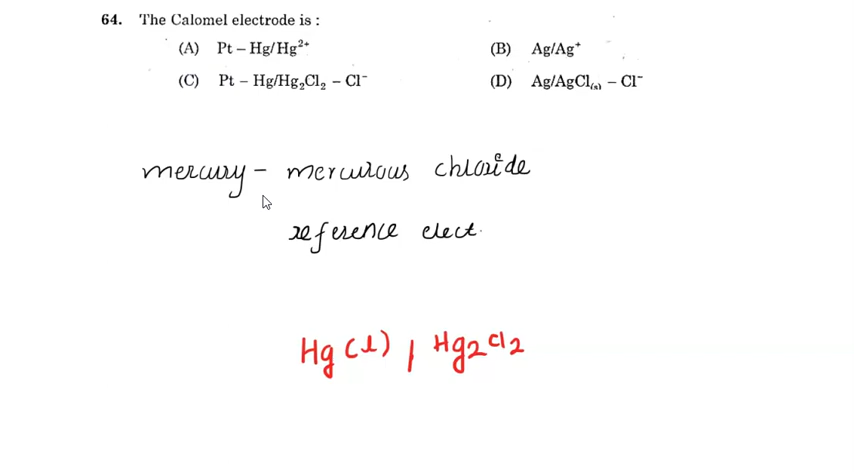 64. The Calomel electrode is :
(A) Pt – Hg/Hg²⁺ (B) Ag/Ag⁺
(C) Pt – Hg/Hg₂Cl₂ – Cl⁻ (D) Ag/AgCl₍ₛ₎ – Cl⁻
mercury – mercurous chloride
reference elect.
Hg(l) | Hg₂Cl₂